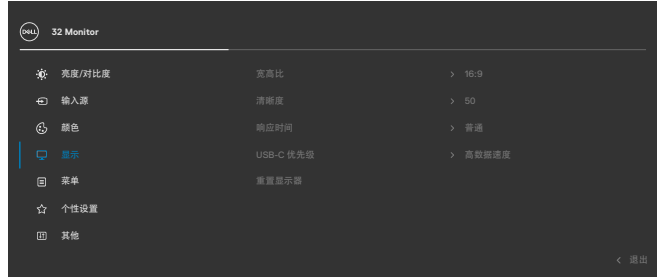 DELL 32 Monitor
亮度/对比度 宽高比 > 16:9
输入源 清晰度 > 50
颜色 响应时间 > 普通
显示 USB-C 优先级 > 高数据速度
菜单 重置显示器
个性设置
其他
< 退出